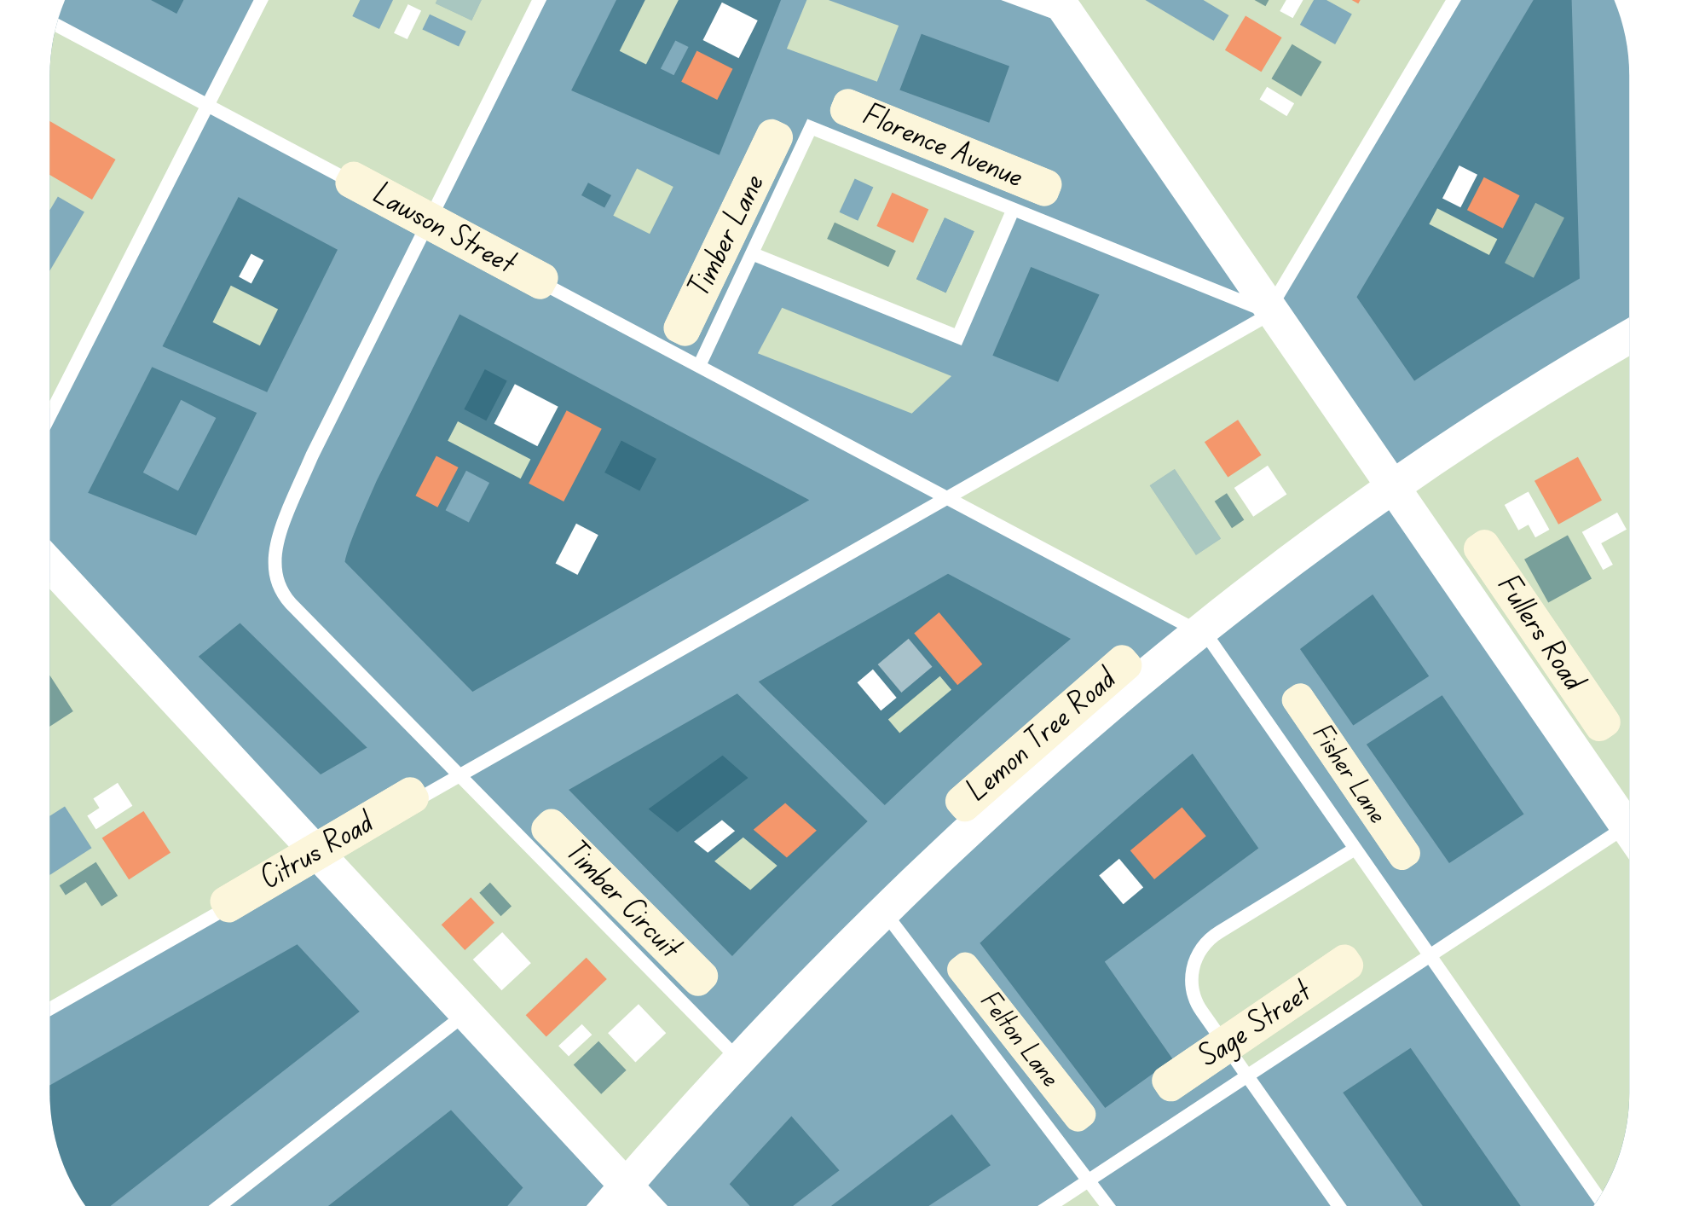 Florence Avenue
Lawson Street
Timber Lane
Fullers Road
Lemon Tree Road
Fisher Lane
Citrus Road
Timber Circuit
Sage Street
Felton Lane